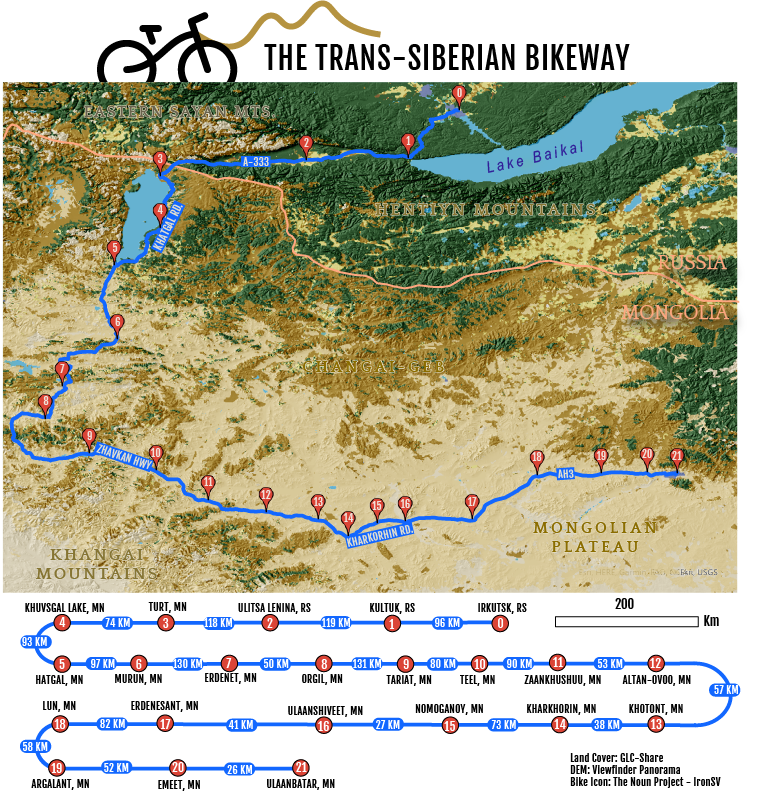 THE TRANS-SIBERIAN BIKEWAY
EASTERN SAYAN MTS.
0
1
2
3
A-333
Lake Baikal
4
KHATGAL RD.
HENTIYN MOUNTAINS
5
RUSSIA
MONGOLIA
6
CHANGAI-GEB
7
8
9
ZHAVKAN HWY
10
11
12
13
14
15
16
17
18
19
20
21
AH3
KHARKORHIN RD.
MONGOLIAN
PLATEAU
KHANGAI
MOUNTAINS
USGS
KHUVSGAL LAKE, MN
TURT, MN
ULITSA LENINA, RS
KULTUK, RS
IRKUTSK, RS
4
74 KM
3
118 KM
2
119 KM
1
96 KM
0
200
Km
93 KM
5
97 KM
6
130 KM
7
50 KM
8
131 KM
9
80 KM
10
90 KM
11
53 KM
12
HATGAL, MN
MURUN, MN
ERDENET, MN
ORGIL, MN
TARIAT, MN
TEEL, MN
ZAANKHUSHUU, MN
ALTAN-OVOO, MN
57 KM
LUN, MN
ERDENESANT, MN
ULAANSHIVEET, MN
NOMOGANOY, MN
KHARKHORIN, MN
KHOTONT, MN
18
82 KM
17
41 KM
16
27 KM
15
73 KM
14
38 KM
13
58 KM
19
52 KM
20
26 KM
21
ARGALANT, MN
EMEET, MN
ULAANBATAR, MN
Land Cover: GLC-Share
DEM: Viewfinder Panorama
Bike Icon: The Noun Project - IronSV